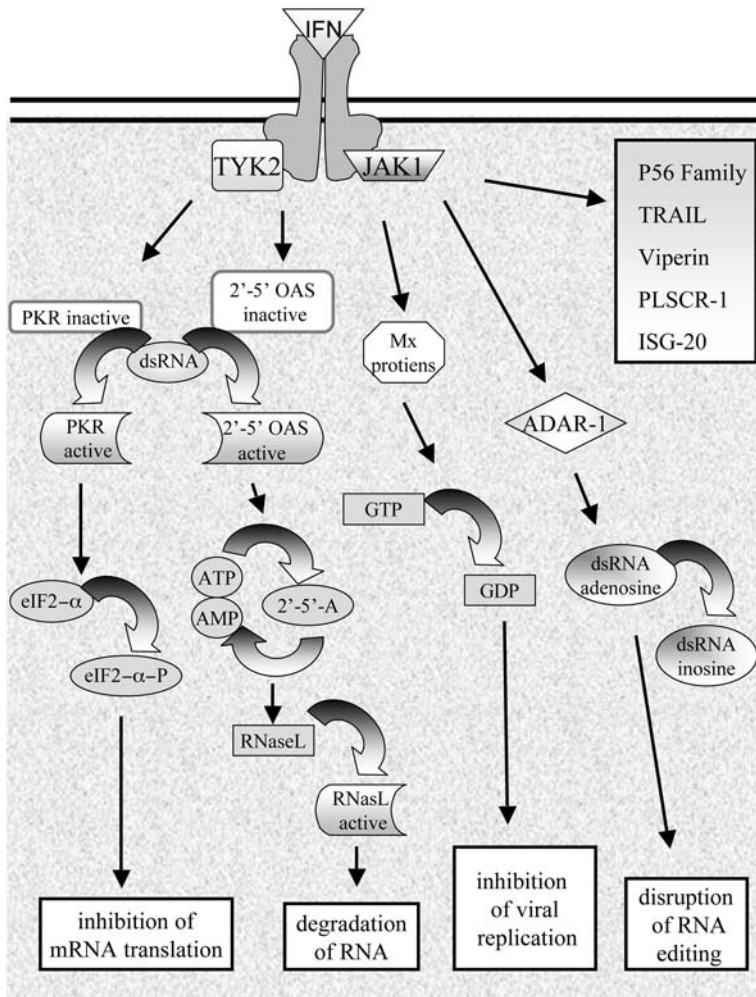 IFN
TYK2
JAK1
P56 Family
TRAIL
Viperin
PLSCR-1
ISG-20
PKR inactive
2’-5’ OAS
inactive
dsRNA
Mx
protiens
PKR
active
2’-5’ OAS
active
ADAR-1
GTP
GDP
ATP
AMP
2’-5’-A
dsRNA
adenosine
dsRNA
inosine
eIF2-α
eIF2-α-P
RNaseL
RNasL
active
inhibition of
mRNA translation
degradation
of RNA
inhibition
of viral
replication
disruption
of RNA
editing